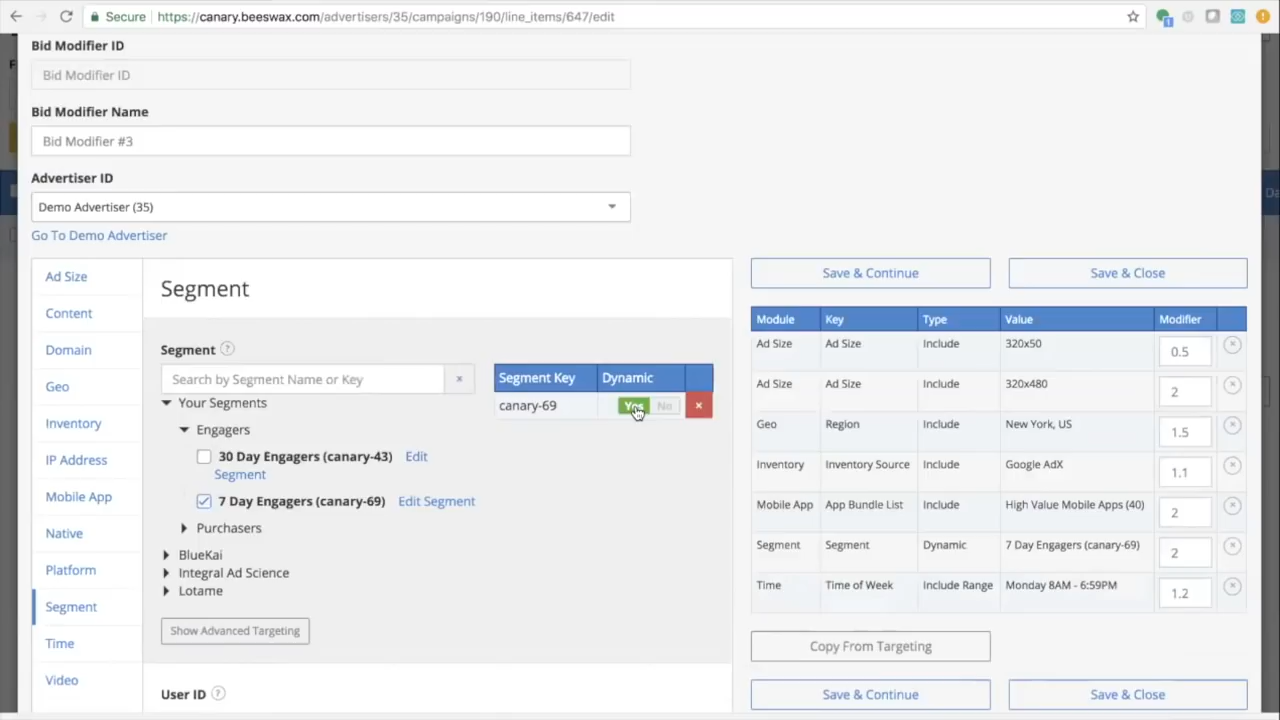 Secure https://canary.beeswax.com/advertisers/35/campaigns/190/line_items/647/edit
Bid Modifier ID
Bid Modifier ID
Bid Modifier Name
Bid Modifier #3
Advertiser ID
Demo Advertiser (35)
Go To Demo Advertiser
Ad Size
Content
Domain
Geo
Inventory
IP Address
Mobile App
Native
Platform
Segment
Time
Video
Segment
Segment ?
Search by Segment Name or Key ×
Your Segments
Engagers
30 Day Engagers (canary-43) Edit
Segment
7 Day Engagers (canary-69) Edit Segment
Purchasers
BlueKai
Integral Ad Science
Lotame
Show Advanced Targeting
User ID ?
Segment Key Dynamic
canary-69 Yes No ×
Save & Continue Save & Close
Module Key Type Value Modifier
Ad Size Ad Size Include 320x50 0.5
Ad Size Ad Size Include 320x480 2
Geo Region Include New York, US 1.5
Inventory Inventory Source Include Google AdX 1.1
Mobile App App Bundle List Include High Value Mobile Apps (40) 2
Segment Segment Dynamic 7 Day Engagers (canary-69) 2
Time Time of Week Include Range Monday 8AM - 6:59PM 1.2
Copy From Targeting
Save & Continue Save & Close